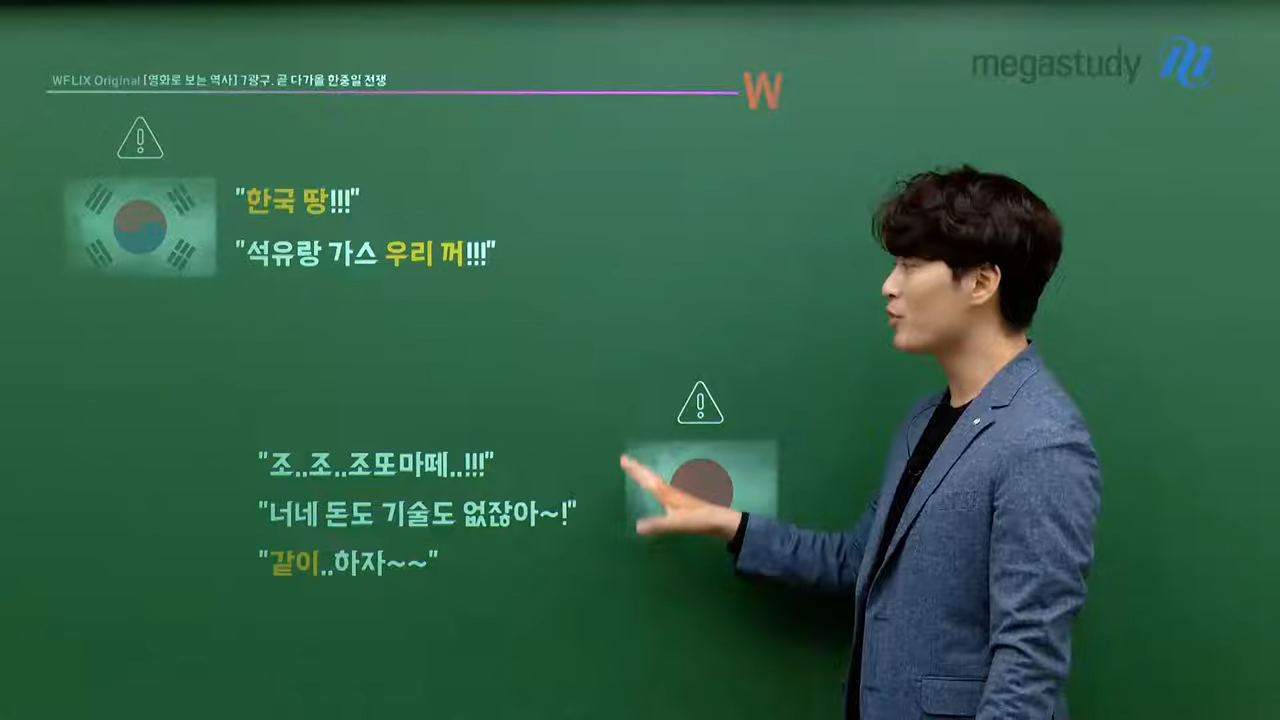 WFLIX Original [영화로 보는 역사] 7광구. 곧 다가올 한중일 전쟁
W
megastudy
"한국 땅!!!"
"석유랑 가스 우리 꺼!!!"
"조..조..조또마떼..!!!"
"너네 돈도 기술도 없잖아~!"
"같이..하자~~"